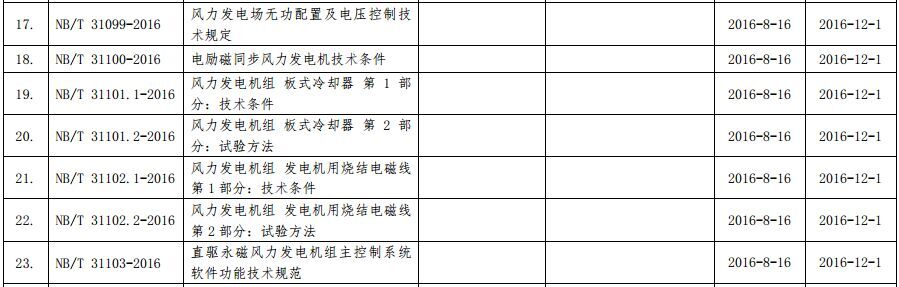 17. NB/T 31099-2016 风力发电场无功配置及电压控制技 2016-8-16 2016-12-1
术规定
18. NB/T 31100-2016 电励磁同步风力发电机技术条件 2016-8-16 2016-12-1
19. NB/T 31101.1-2016 风力发电机组 板式冷却器 第 1 部 2016-8-16 2016-12-1
分：技术条件
20. NB/T 31101.2-2016 风力发电机组 板式冷却器 第 2 部 2016-8-16 2016-12-1
分：试验方法
21. NB/T 31102.1-2016 风力发电机组 发电机用烧结电磁线 2016-8-16 2016-12-1
第1部分：技术条件
22. NB/T 31102.2-2016 风力发电机组 发电机用烧结电磁线 2016-8-16 2016-12-1
第2部分：试验方法
23. NB/T 31103-2016 直驱永磁风力发电机组主控制系统 2016-8-16 2016-12-1
软件功能技术规范